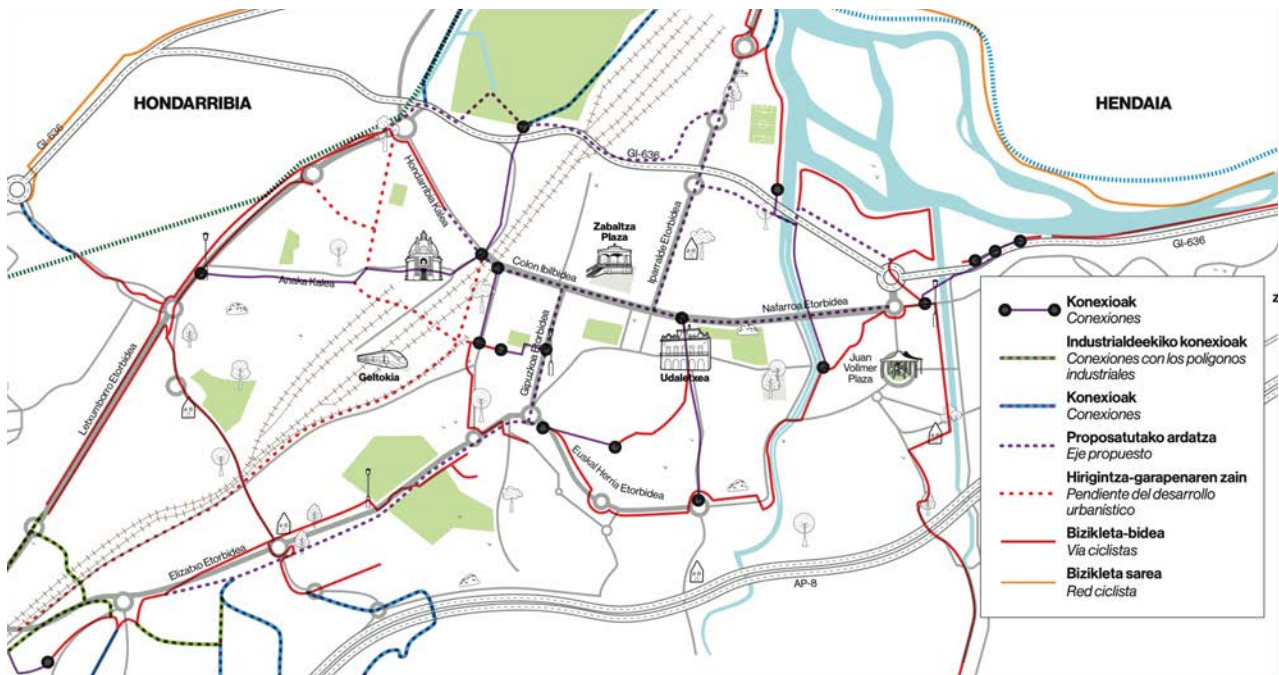 HONDARRIBIA
HENDAIA
GI-636
GI-636
GI-636
Hondarribia Kalea
Zabaltza
Plaza
Iparralde Etorbidea
Colon Ibilbidea
Anaka Kalea
Nafarroa Etorbidea
Letxumborro Etorbidea
Geltokia
Gipuzkoa Etorbidea
Udaletxea
Juan
Vollmer
Plaza
Euskal Herria Etorbidea
Elizatxo Etorbidea
AP-8
Z
Konexioak
Conexiones
Industrialdeekiko konexioak
Conexiones con los polígonos
industriales
Konexioak
Conexiones
Proposatutako ardatza
Eje propuesto
Hirigintza-garapenaren zain
Pendiente del desarrollo
urbanístico
Bizikleta-bidea
Vía ciclistas
Bizikleta sarea
Red ciclista